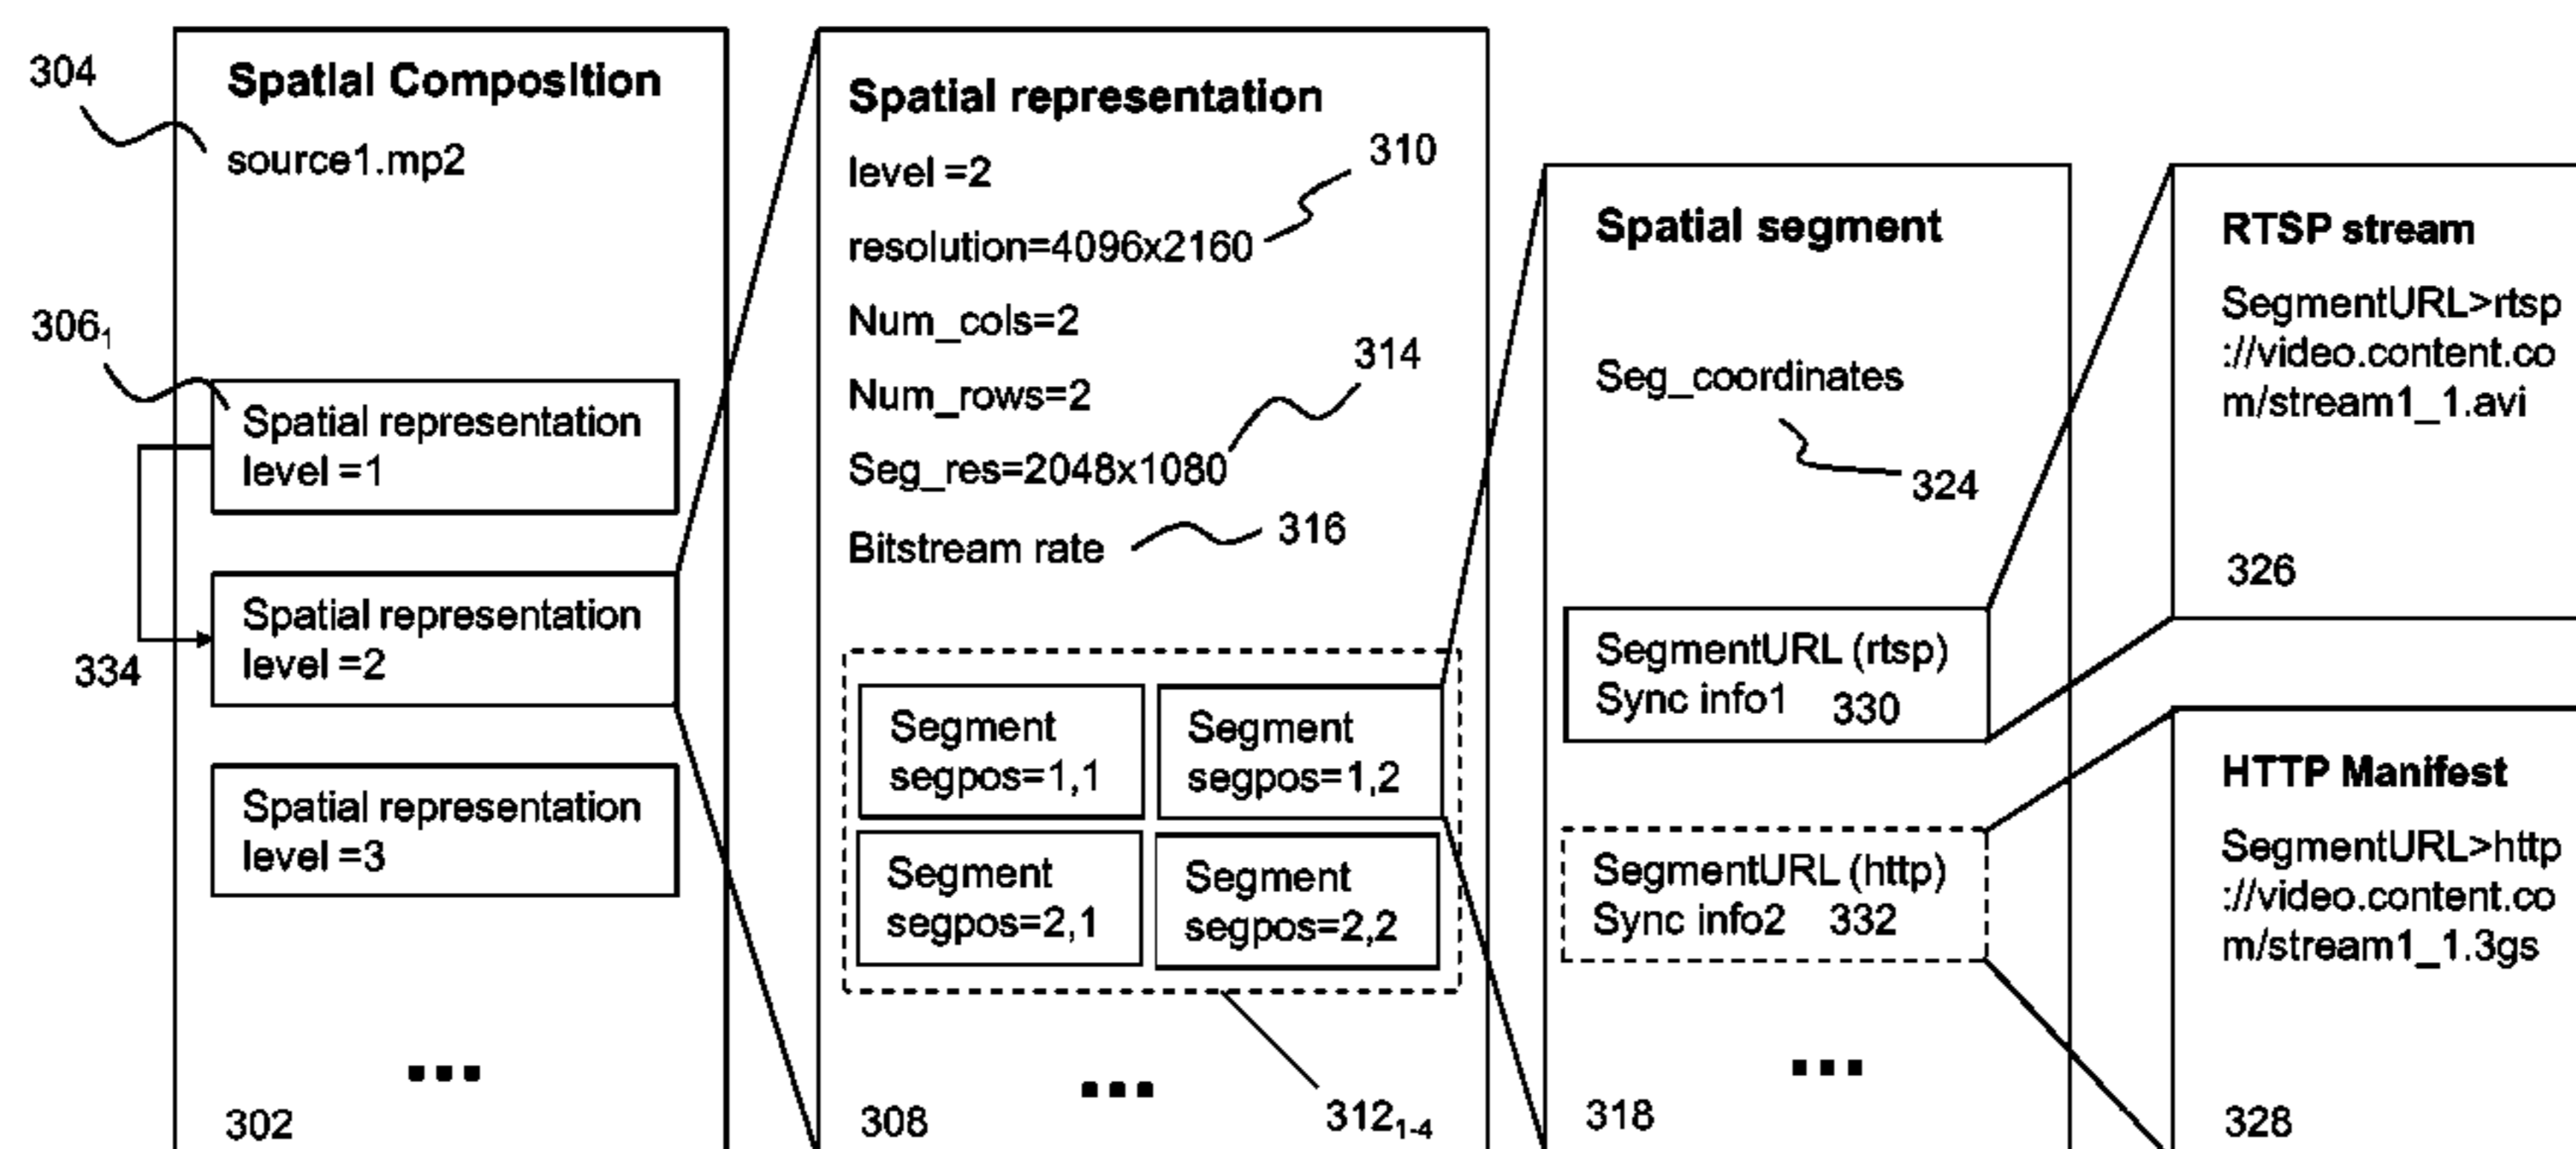 304
Spatial Composition
source1.mp2
306₁
Spatial representation
level =1
334
Spatial representation
level =2
Spatial representation
level =3
...
302
Spatial representation
level =2
310
resolution=4096x2160
Num_cols=2
314
Num_rows=2
Seg_res=2048x1080
Bitstream rate
316
Segment
segpos=1,1
Segment
segpos=1,2
Segment
segpos=2,1
Segment
segpos=2,2
...
308
312₁₋₄
Spatial segment
Seg_coordinates
324
SegmentURL (rtsp)
Sync info1
330
SegmentURL (http)
Sync info2
332
...
318
RTSP stream
SegmentURL>rtsp
://video.content.co
m/stream1_1.avi
326
HTTP Manifest
SegmentURL>http
://video.content.co
m/stream1_1.3gs
328